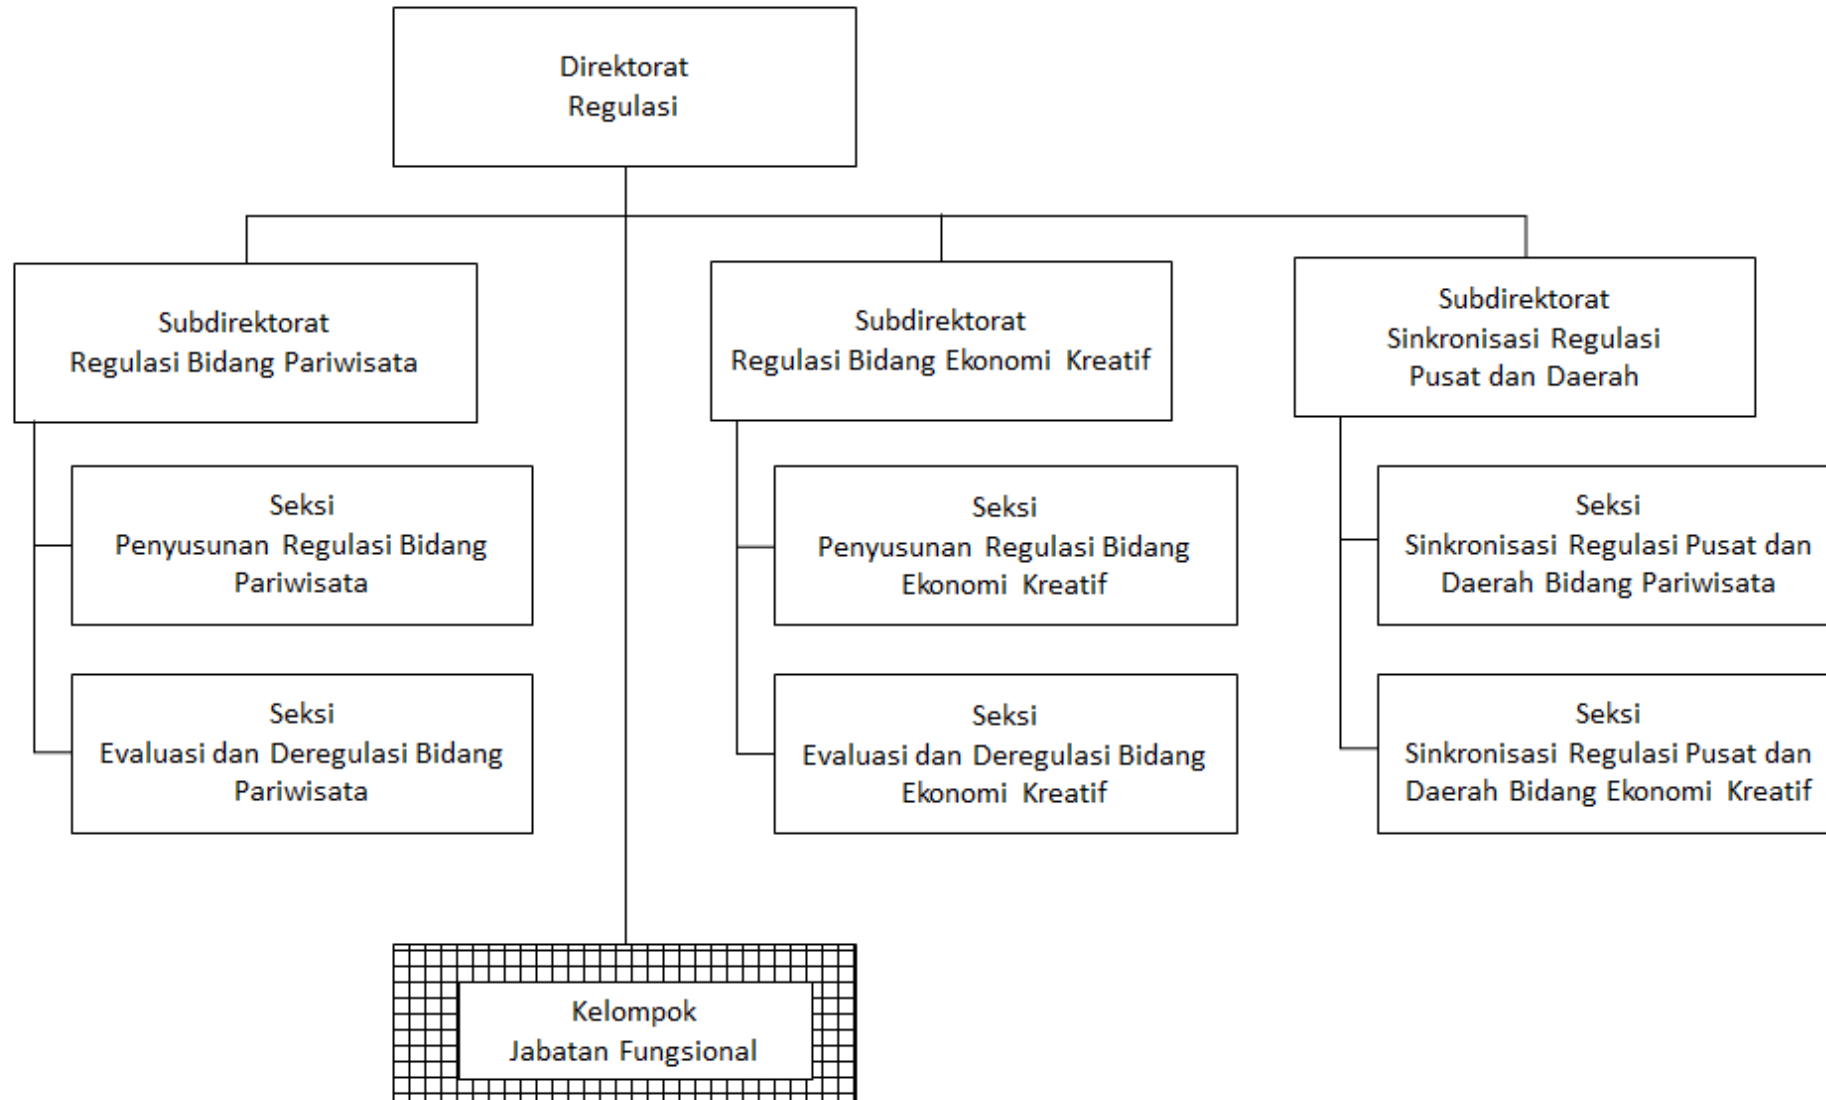 Direktorat
Regulasi
Subdirektorat
Regulasi Bidang Pariwisata
Subdirektorat
Regulasi Bidang Ekonomi Kreatif
Subdirektorat
Sinkronisasi Regulasi
Pusat dan Daerah
Seksi
Penyusunan Regulasi Bidang
Pariwisata
Seksi
Penyusunan Regulasi Bidang
Ekonomi Kreatif
Seksi
Sinkronisasi Regulasi Pusat dan
Daerah Bidang Pariwisata
Seksi
Evaluasi dan Deregulasi Bidang
Pariwisata
Seksi
Evaluasi dan Deregulasi Bidang
Ekonomi Kreatif
Seksi
Sinkronisasi Regulasi Pusat dan
Daerah Bidang Ekonomi Kreatif
Kelompok
Jabatan Fungsional